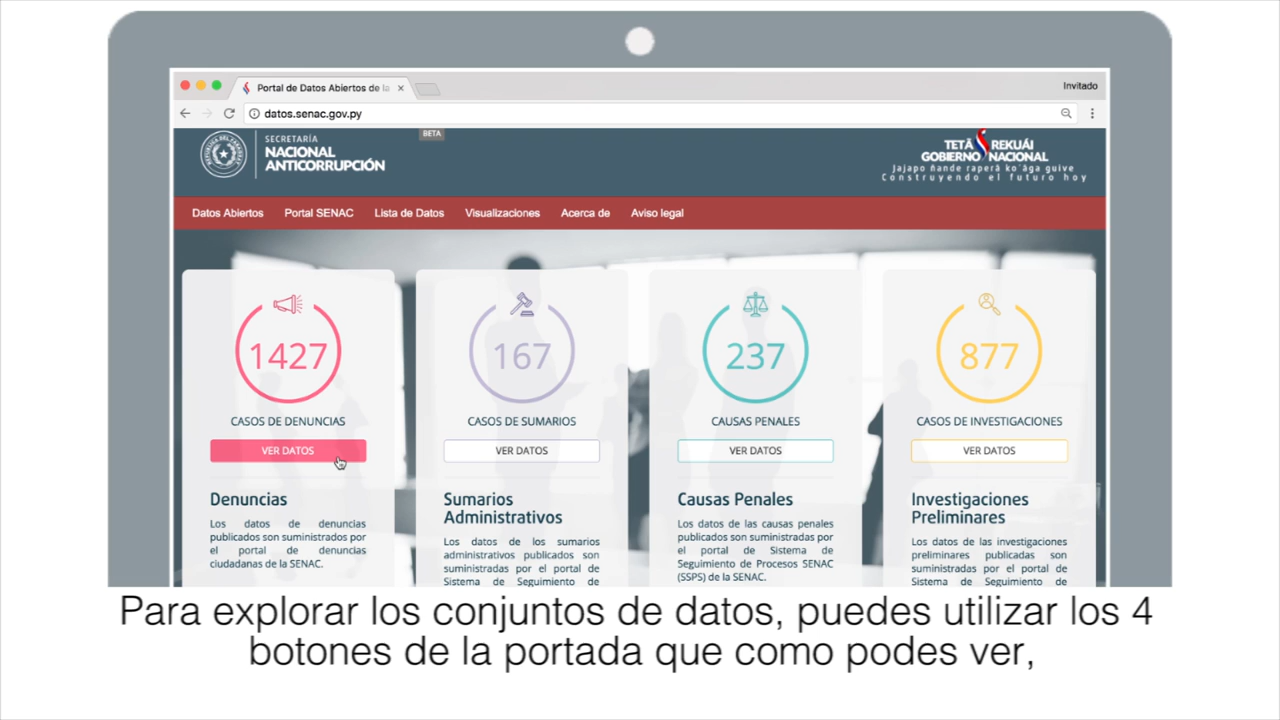 Portal de Datos Abiertos de la
Invitado
datos.senac.gov.py
SECRETARÍA
NACIONAL
ANTICORRUPCIÓN
BETA
TETÃ REKUÁI
GOBIERNO NACIONAL
Jajapo ñande raperã ko'ãga guive
Construyendo el futuro hoy
Datos Abiertos Portal SENAC Lista de Datos Visualizaciones Acerca de Aviso legal
1427
CASOS DE DENUNCIAS
VER DATOS
Denuncias
Los datos de denuncias
publicados son suministrados por
el portal de denuncias
ciudadanas de la SENAC.
167
CASOS DE SUMARIOS
VER DATOS
Sumarios
Administrativos
Los datos de los sumarios
administrativos publicados son
suministrados por el portal de
Sistema de Seguimiento de
237
CAUSAS PENALES
VER DATOS
Causas Penales
Los datos de las causas penales
publicados son suministradas por
el portal de Sistema de
Seguimiento de Procesos SENAC
(SSPS) de la SENAC.
877
CASOS DE INVESTIGACIONES
VER DATOS
Investigaciones
Preliminares
Los datos de las investigaciones
preliminares publicadas son
suministradas por el portal de
Sistema de Seguimiento de
Para explorar los conjuntos de datos, puedes utilizar los 4
botones de la portada que como podes ver,